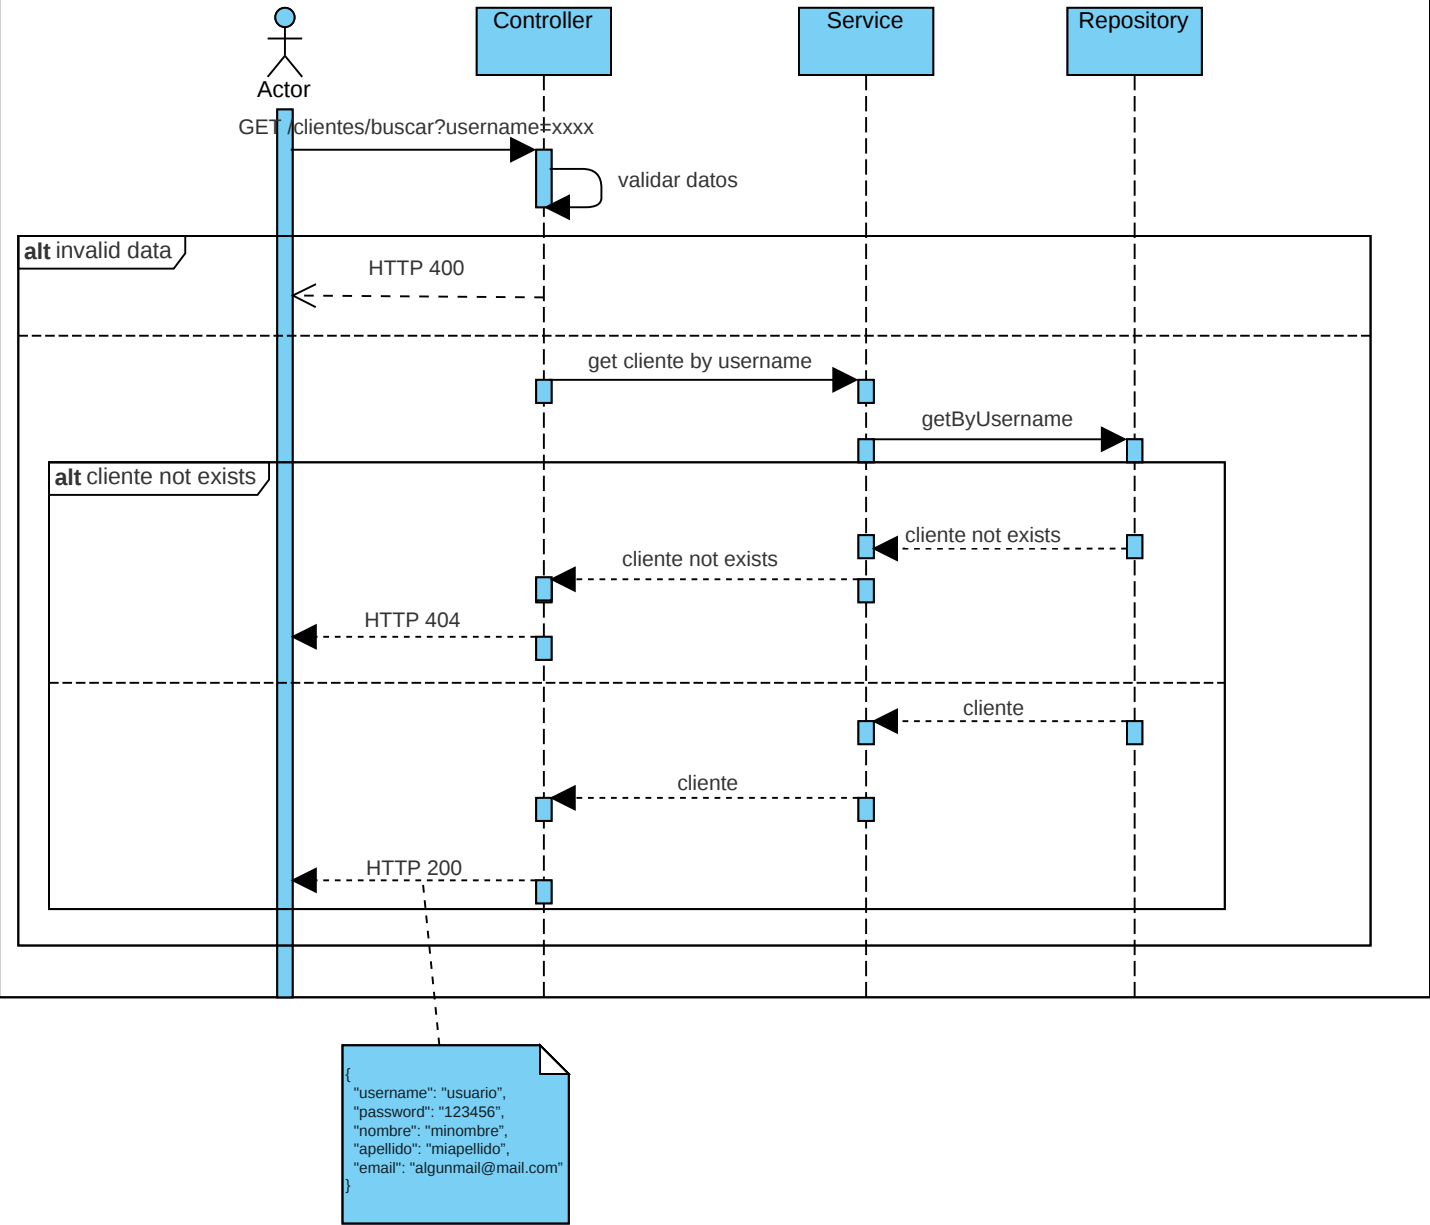 Controller
Service
Repository
Actor
GET /clientes/buscar?username=xxxx
validar datos
alt invalid data
HTTP 400
get cliente by username
getByUsername
alt cliente not exists
cliente not exists
cliente not exists
HTTP 404
cliente
cliente
HTTP 200
{
"username": "usuario”,
"password": "123456”,
"nombre": "minombre”,
"apellido": "miapellido”,
"email": "algunmail@mail.com”
}